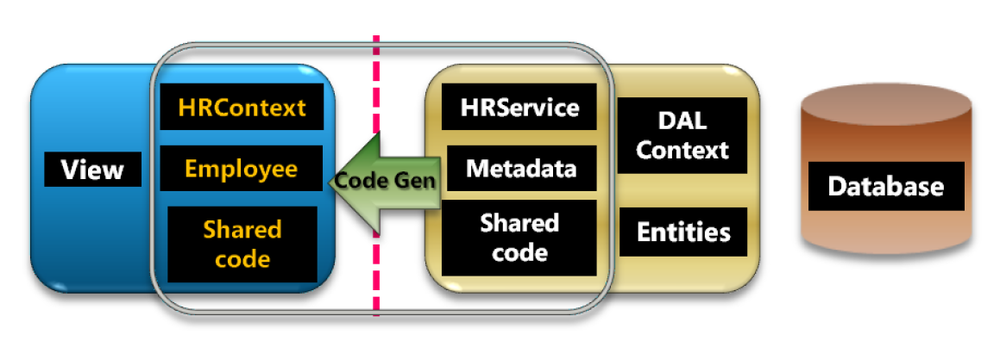 View
HRContext
Employee
Shared
code
Code Gen
HRService
Metadata
Shared
code
DAL
Context
Entities
Database